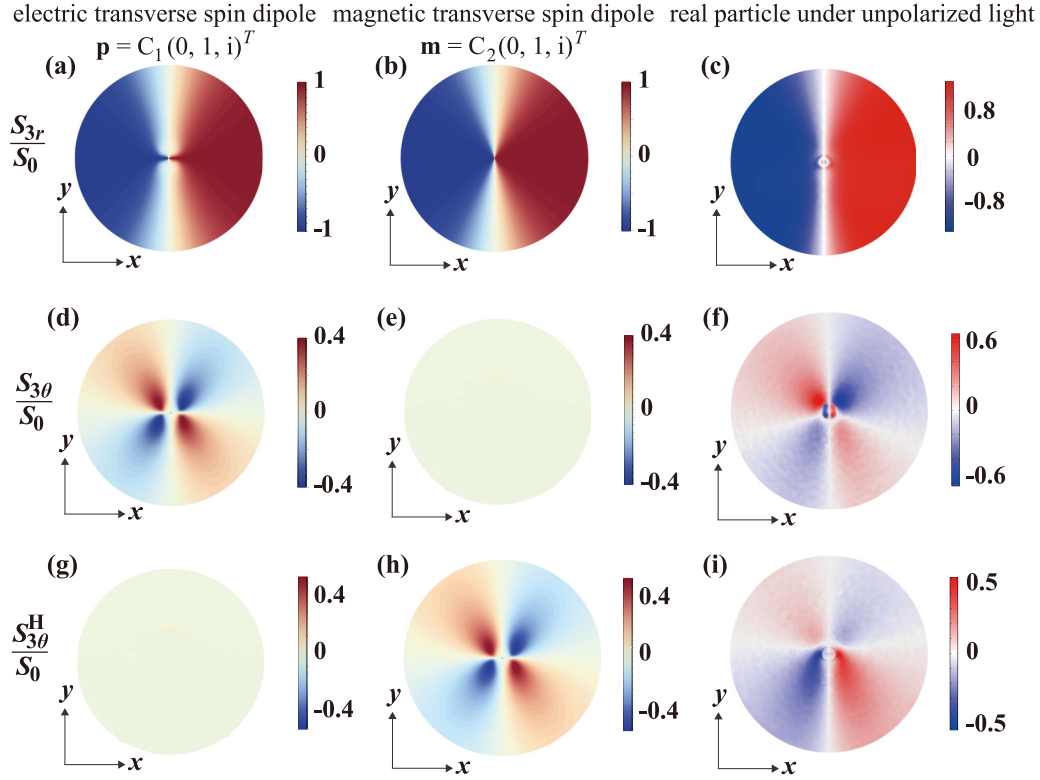 electric transverse spin dipole magnetic transverse spin dipole real particle under unpolarized light
p = C₁(0, 1, i)ᵀ m = C₂(0, 1, i)ᵀ
(a) (b) (c)
S₃ᵣ/S₀
1 1 0.8
0 0 0
-1 -1 -0.8
y y y
x x x
(d) (e) (f)
S₃θ/S₀
0.4 0.4 0.6
0 0 0
-0.4 -0.4 -0.6
y y y
x x x
(g) (h) (i)
S₃θᴴ/S₀
0.4 0.4 0.5
0 0 0
-0.4 -0.4 -0.5
y y y
x x x